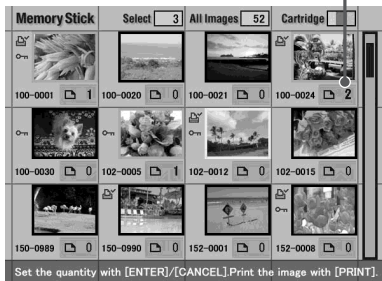 Memory Stick Select 3 All Images 52 Cartridge
100-0001 1 100-0020 0 100-0021 0 100-0024 2
100-0030 0 102-0005 1 102-0012 0 102-0015 0
150-0989 0 150-0990 0 152-0001 0 152-0008 0
Set the quantity with [ENTER]/[CANCEL].Print the image with [PRINT].